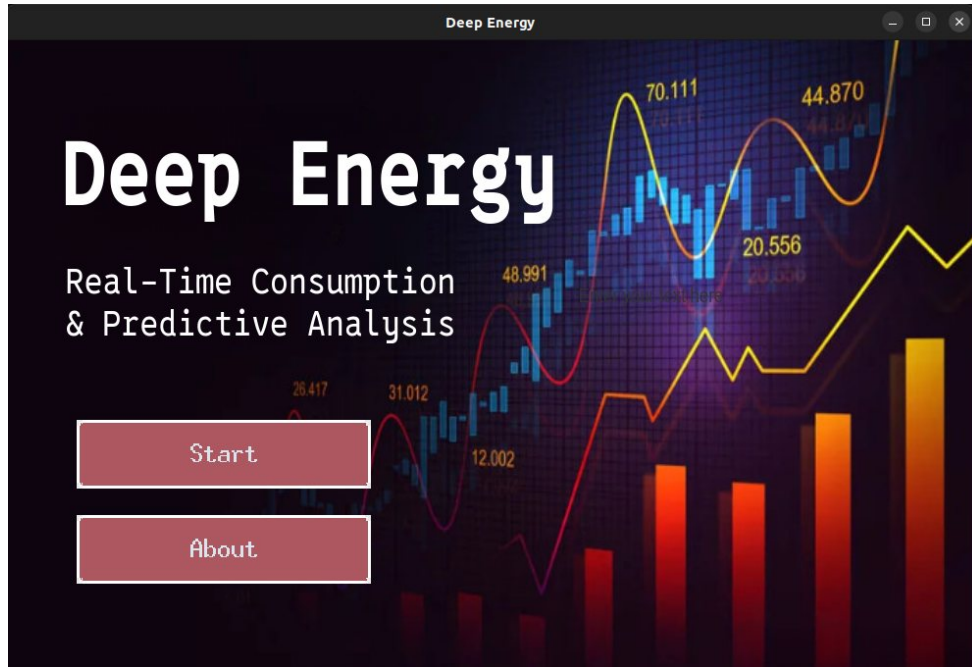 Deep Energy
Deep Energy
Real-Time Consumption
& Predictive Analysis
70.111
44.870
20.556
48.991
26.417
31.012
12.002
Start
About